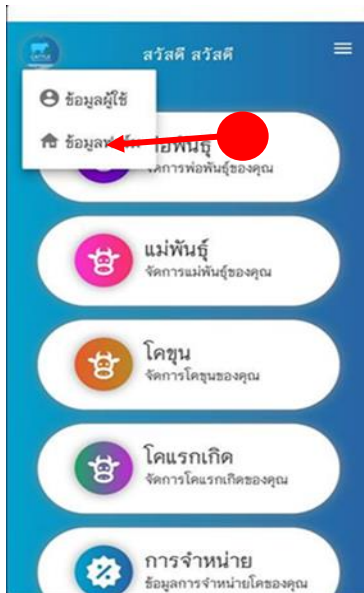 สวัสดี สวัสดี
ข้อมูลผู้ใช้
จัดการพ่อพันธุ์ของคุณ
แม่พันธุ์
จัดการแม่พันธุ์ของคุณ
โคขุน
จัดการโคขุนของคุณ
โคแรกเกิด
จัดการโคแรกเกิดของคุณ
การจำหน่าย
ข้อมูลการจำหน่ายโคของคุณ